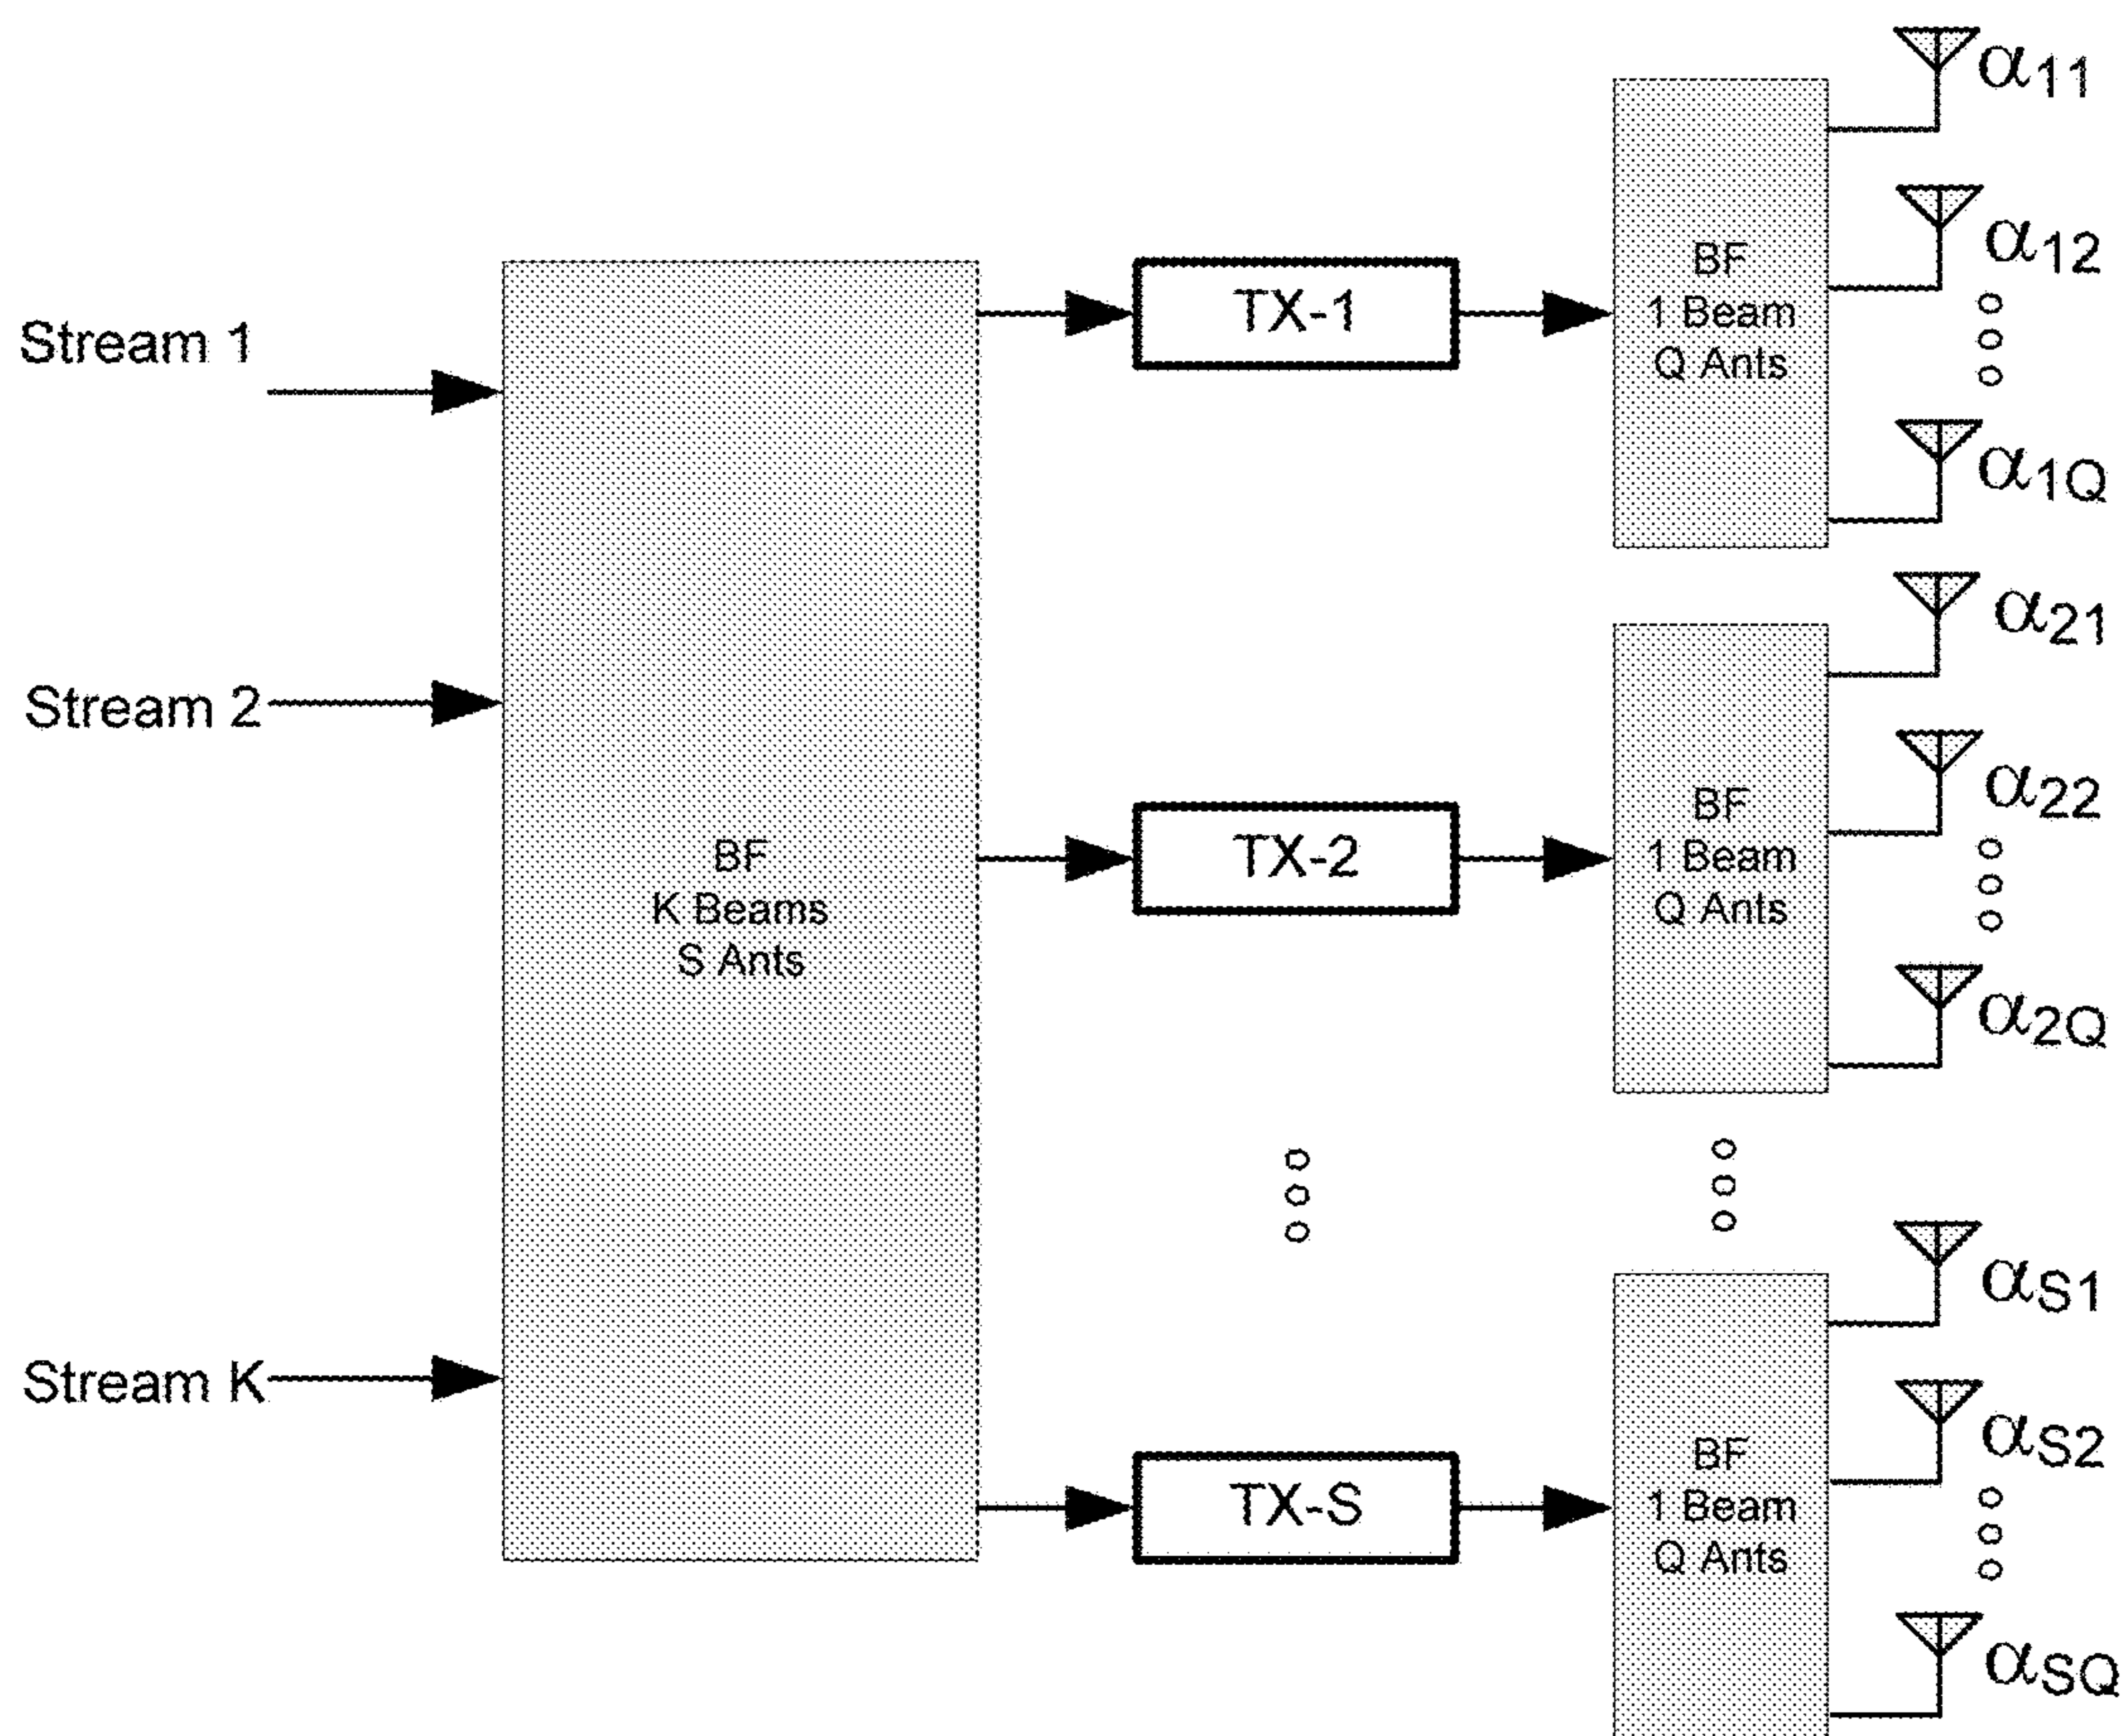 Stream 1
Stream 2
Stream K
BF
K Beams
S Ants
TX-1
TX-2
TX-S
BF
1 Beam
Q Ants
BF
1 Beam
Q Ants
BF
1 Beam
Q Ants
α11
α12
α1Q
α21
α22
α2Q
αS1
αS2
αSQ